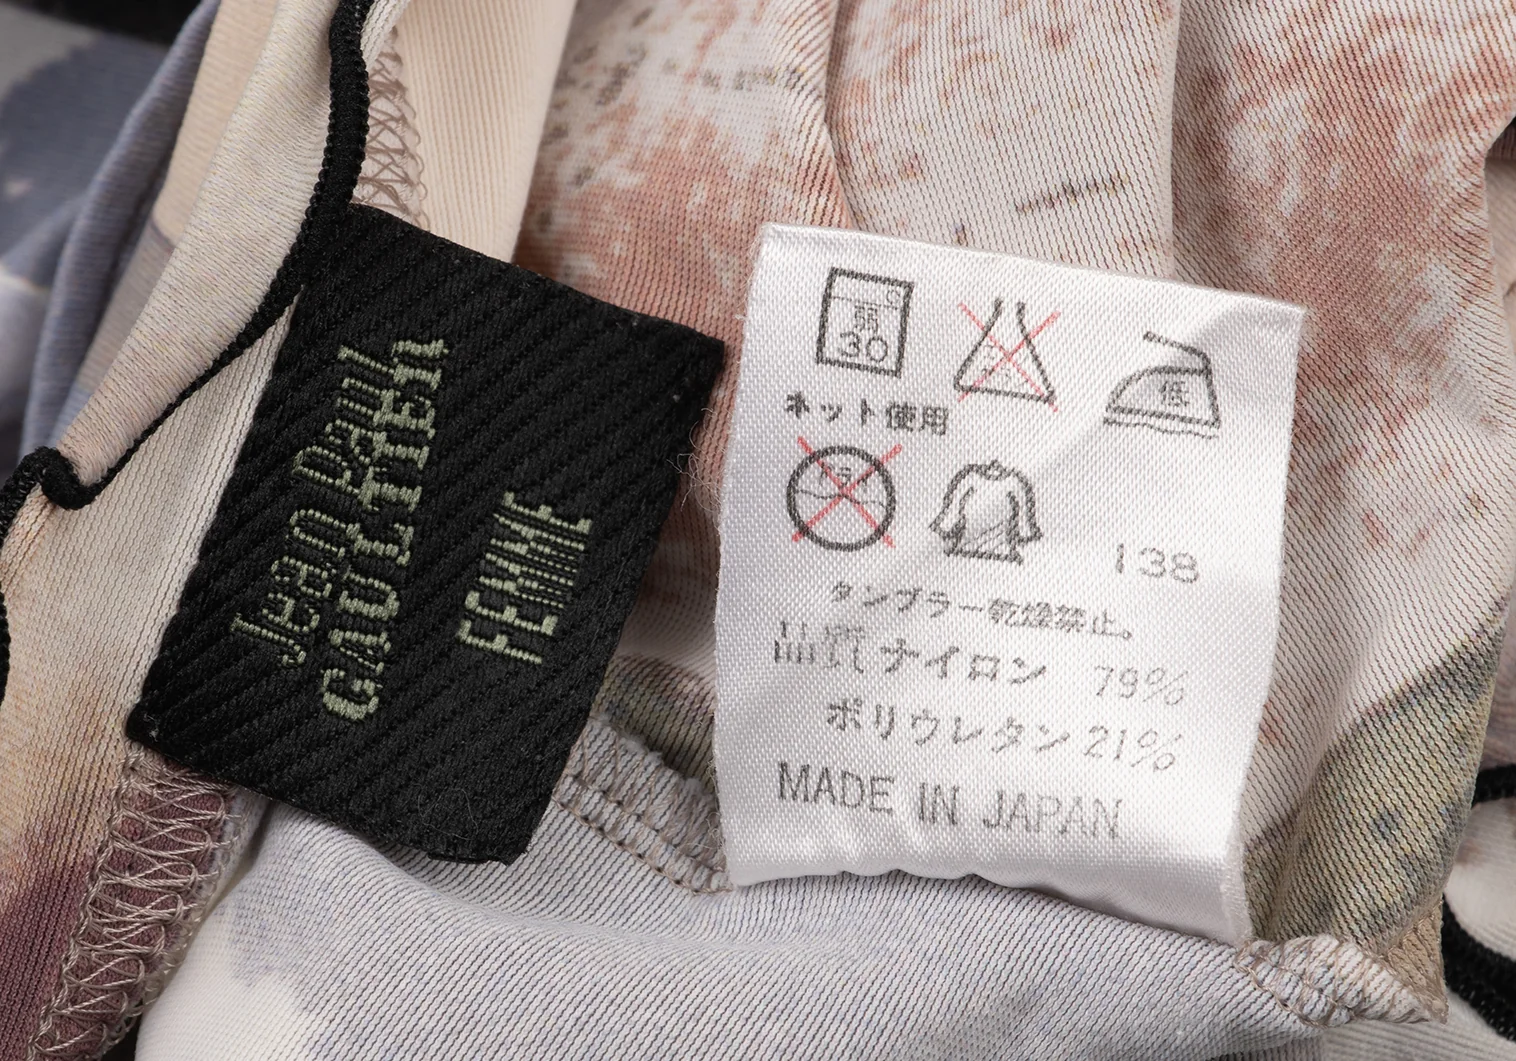 Jean Paul
GAULTIER
FEMME
弱
30
低
ネット使用
138
タンブラー乾燥禁止。
品質 ナイロン 79%
ポリウレタン 21%
MADE IN JAPAN